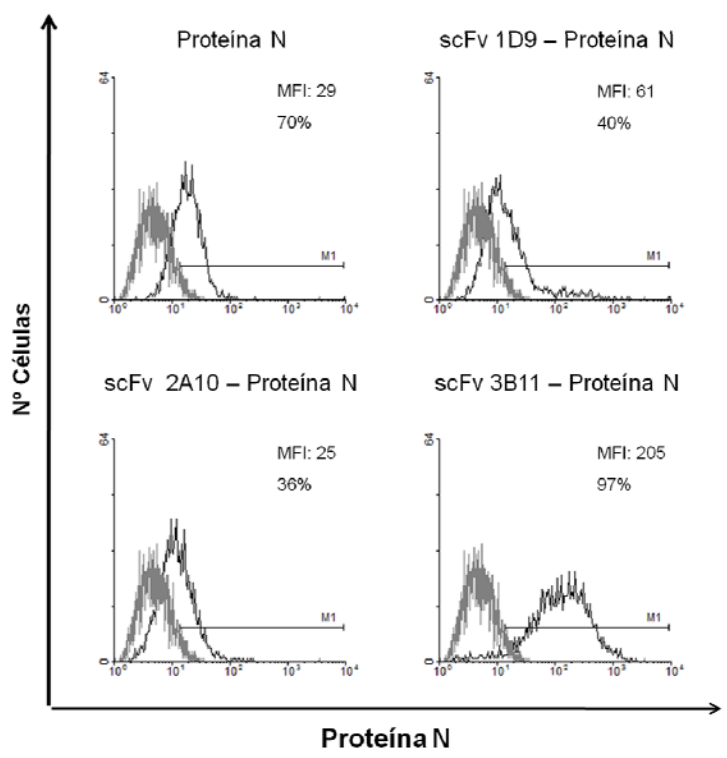 Proteína N
64
MFI: 29
70%
M1
0
10⁰ 10¹ 10² 10³ 10⁴
scFv 1D9 – Proteína N
64
MFI: 61
40%
M1
0
10⁰ 10¹ 10² 10³ 10⁴
scFv 2A10 – Proteína N
64
MFI: 25
36%
M1
0
10⁰ 10¹ 10² 10³ 10⁴
scFv 3B11 – Proteína N
64
MFI: 205
97%
M1
0
10⁰ 10¹ 10² 10³ 10⁴
Nº Células
Proteína N